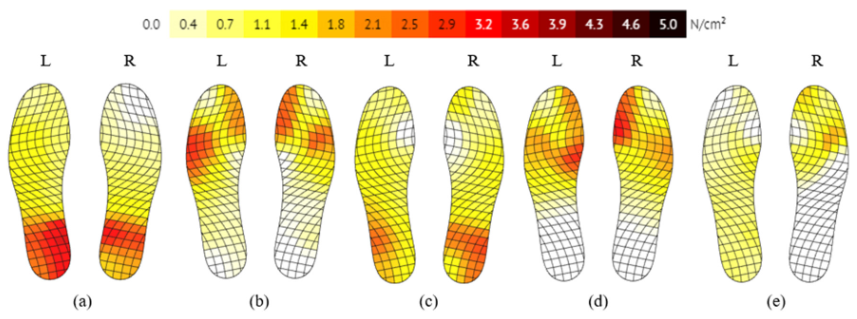 0.0 0.4 0.7 1.1 1.4 1.8 2.1 2.5 2.9 3.2 3.6 3.9 4.3 4.6 5.0 N/cm²
L R L R L R L R L R
(a) (b) (c) (d) (e)